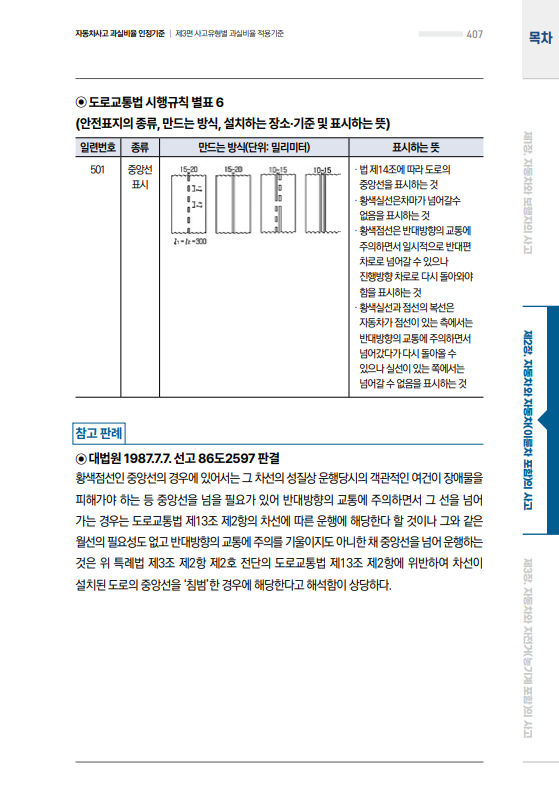 자동차사고 과실비율 인정기준 | 제3편 사고유형별 과실비율 적용기준
407
목차
◉ 도로교통법 시행규칙 별표 6
(안전표지의 종류, 만드는 방식, 설치하는 장소·기준 및 표시하는 뜻)
일련번호 종류 만드는 방식(단위: 밀리미터) 표시하는 뜻
501
중앙선
표시
15-20 15-20 10-15 10-15
l₁ = l₂ =300
· 법 제14조에 따라 도로의
중앙선을 표시하는 것
· 황색실선은차마가 넘어갈수
없음을 표시하는 것
· 황색점선은 반대방향의 교통에
주의하면서 일시적으로 반대편
차로로 넘어갈 수 있으나
진행방향 차로로 다시 돌아와야
함을 표시하는 것
· 황색실선과 점선의 복선은
자동차가 점선이 있는 측에서는
반대방향의 교통에 주의하면서
넘어갔다가 다시 돌아올 수
있으나 실선이 있는 쪽에서는
넘어갈 수 없음을 표시하는 것
참고 판례
◉ 대법원 1987.7.7. 선고 86도2597 판결
황색점선인 중앙선의 경우에 있어서는 그 차선의 성질상 운행당시의 객관적인 여건이 장애물을
피해가야 하는 등 중앙선을 넘을 필요가 있어 반대방향의 교통에 주의하면서 그 선을 넘어
가는 경우는 도로교통법 제13조 제2항의 차선에 따른 운행에 해당한다 할 것이나 그와 같은
월선의 필요성도 없고 반대방향의 교통에 주의를 기울이지도 아니한 채 중앙선을 넘어 운행하는
것은 위 특례법 제3조 제2항 제2호 전단의 도로교통법 제13조 제2항에 위반하여 차선이
설치된 도로의 중앙선을 ‘침범’한 경우에 해당한다고 해석함이 상당하다.
제1장. 자동차와 보행자의 사고
제2장. 자동차와 자동차(이륜차 포함)의 사고
제3장. 자동차와 자전거(농기계 포함)의 사고